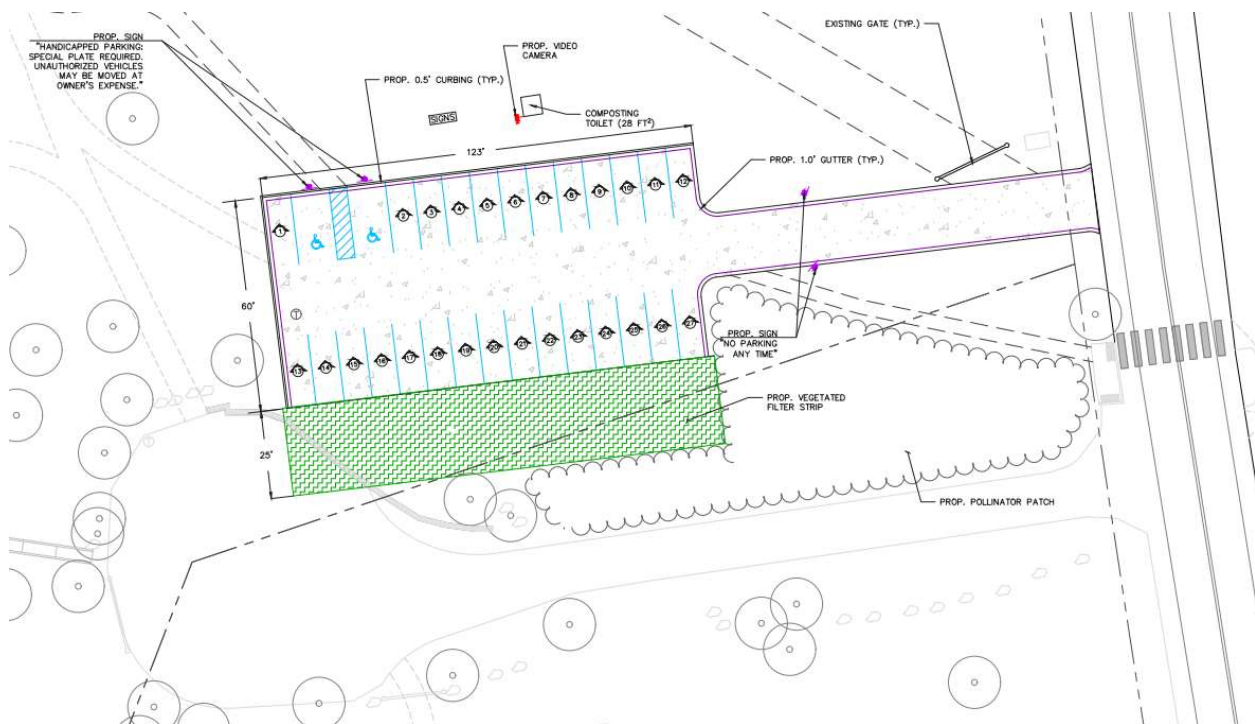 PROP. SIGN
"HANDICAPPED PARKING:
SPECIAL PLATE REQUIRED.
UNAUTHORIZED VEHICLES
MAY BE MOVED AT
OWNER'S EXPENSE."
EXISTING GATE (TYP.)
PROP. VIDEO
CAMERA
PROP. 0.5' CURBING (TYP.)
SIGNS
COMPOSTING
TOILET (28 FT²)
123'
PROP. 1.0' GUTTER (TYP.)
1
2
3
4
5
6
7
8
9
10
11
12
60'
T
13
14
15
16
17
18
19
20
21
22
23
24
25
26
27
PROP. SIGN
"NO PARKING
ANY TIME"
PROP. VEGETATED
FILTER STRIP
25'
PROP. POLLINATOR PATCH